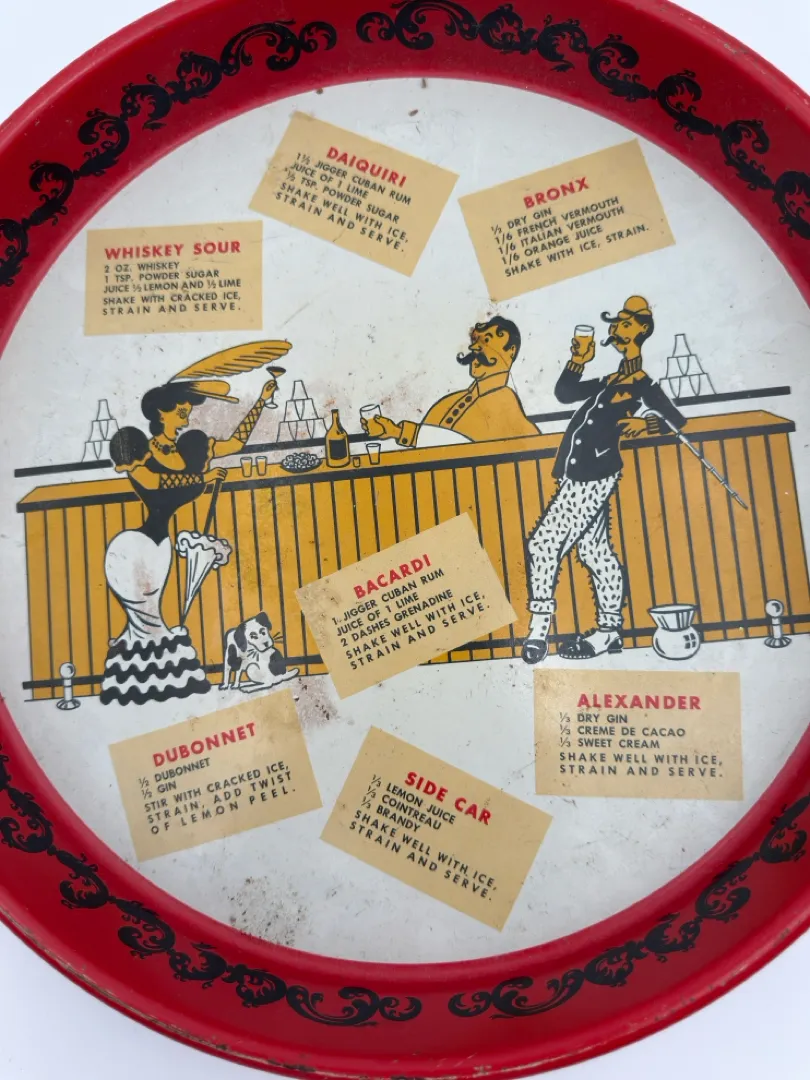 DAIQUIRI
1½ JIGGER CUBAN RUM
JUICE OF 1 LIME
½ TSP. POWDER SUGAR
SHAKE WELL WITH ICE,
STRAIN AND SERVE.
BRONX
½ DRY GIN
1/6 FRENCH VERMOUTH
1/6 ITALIAN VERMOUTH
1/6 ORANGE JUICE
SHAKE WITH ICE, STRAIN.
WHISKEY SOUR
2 OZ. WHISKEY
1 TSP. POWDER SUGAR
JUICE ½ LEMON AND ½ LIME
SHAKE WITH CRACKED ICE,
STRAIN AND SERVE.
BACARDI
1 JIGGER CUBAN RUM
JUICE OF 1 LIME
2 DASHES GRENADINE
SHAKE WELL WITH ICE,
STRAIN AND SERVE.
ALEXANDER
⅓ DRY GIN
⅓ CREME DE CACAO
⅓ SWEET CREAM
SHAKE WELL WITH ICE,
STRAIN AND SERVE.
DUBONNET
½ DUBONNET
½ GIN
STIR WITH CRACKED ICE,
STRAIN, ADD TWIST
OF LEMON PEEL.
SIDE CAR
⅓ LEMON JUICE
⅓ COINTREAU
⅓ BRANDY
SHAKE WELL WITH ICE,
STRAIN AND SERVE.